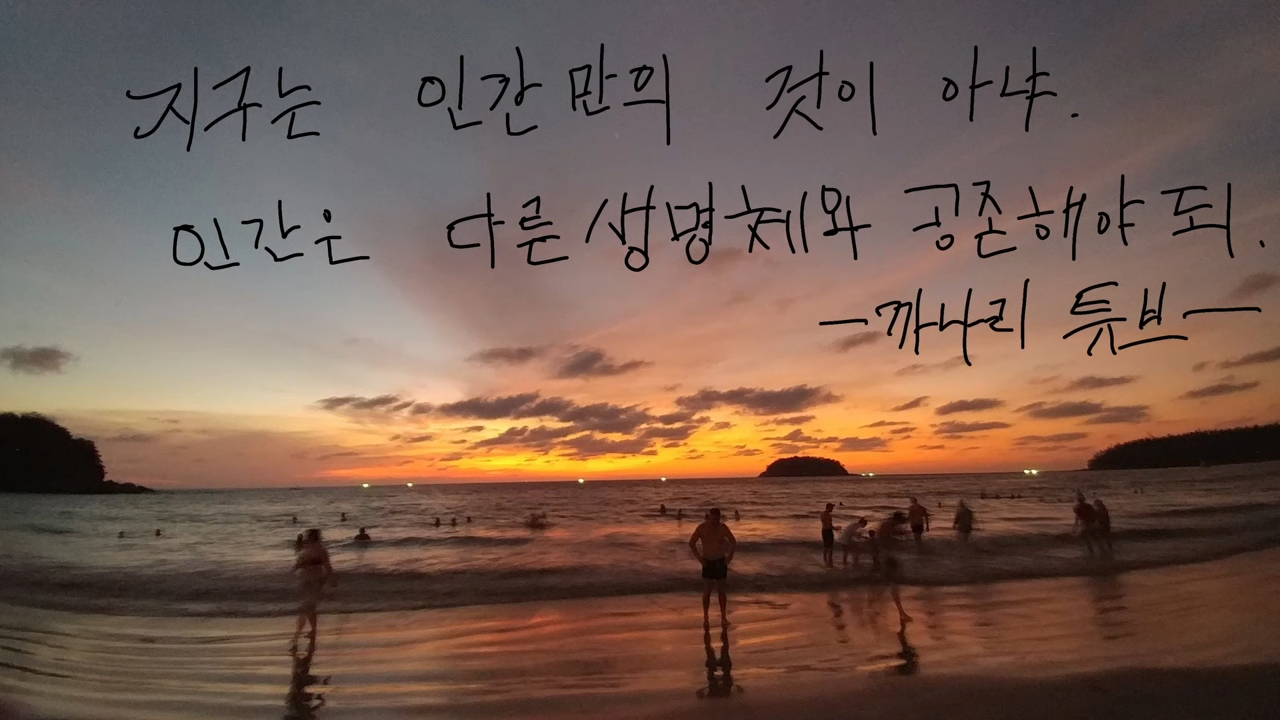 지구는 인간만의 것이 아냐.
인간은 다른 생명체와 공존해야 되.
-까나리 튜브-